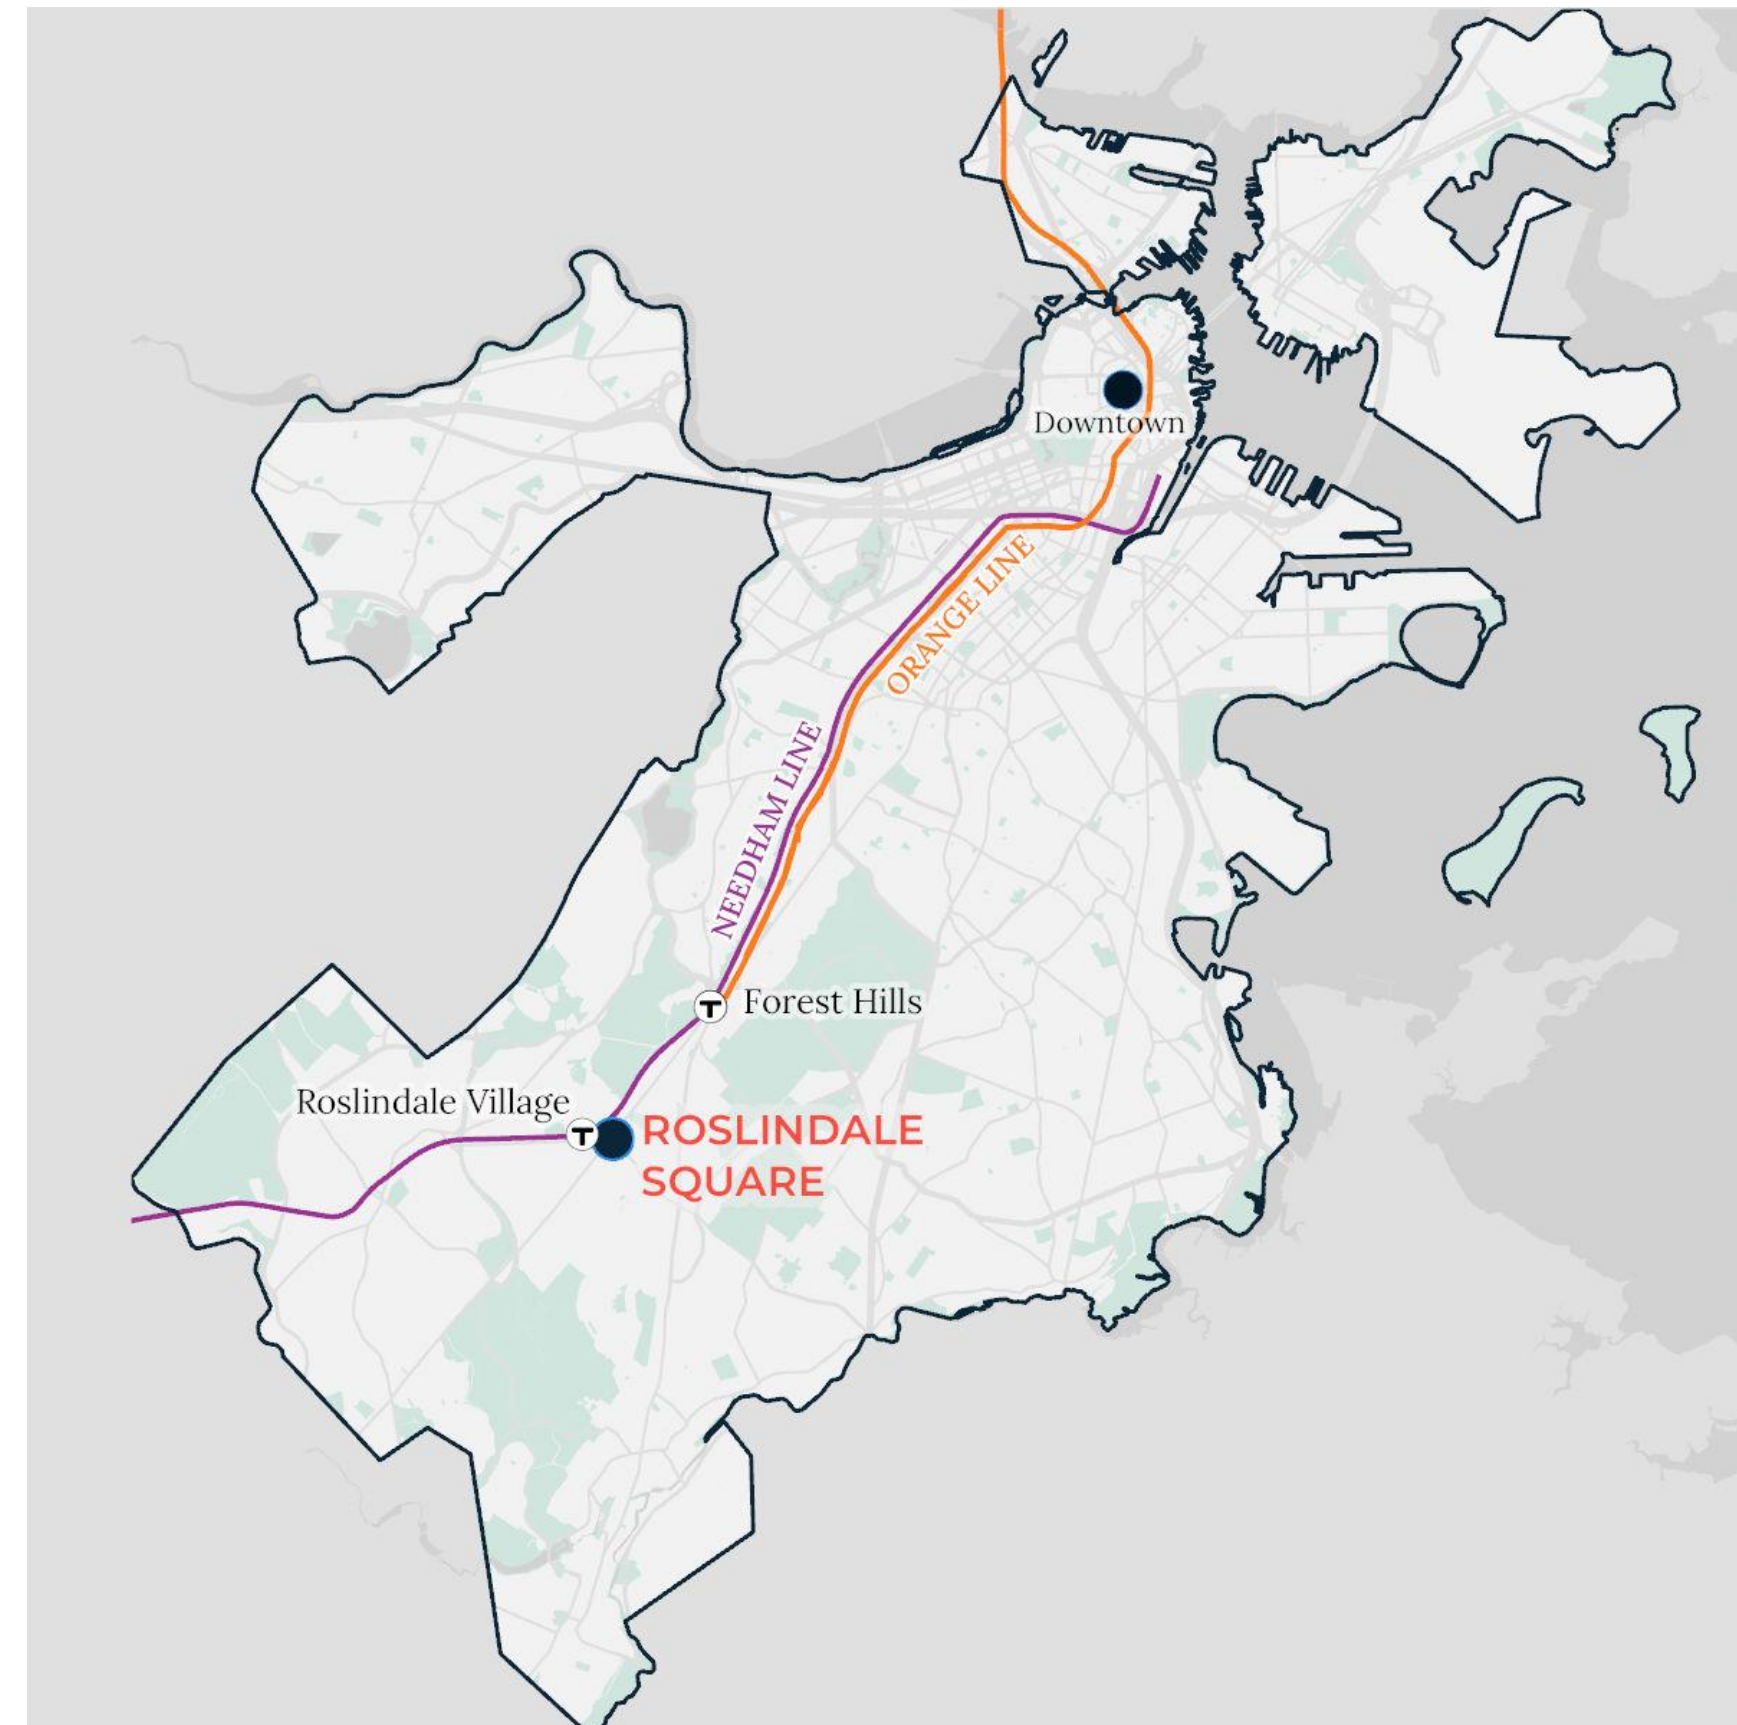 Downtown
ORANGE LINE
NEEDHAM LINE
T
Forest Hills
Roslindale Village
T
ROSLINDALE
SQUARE